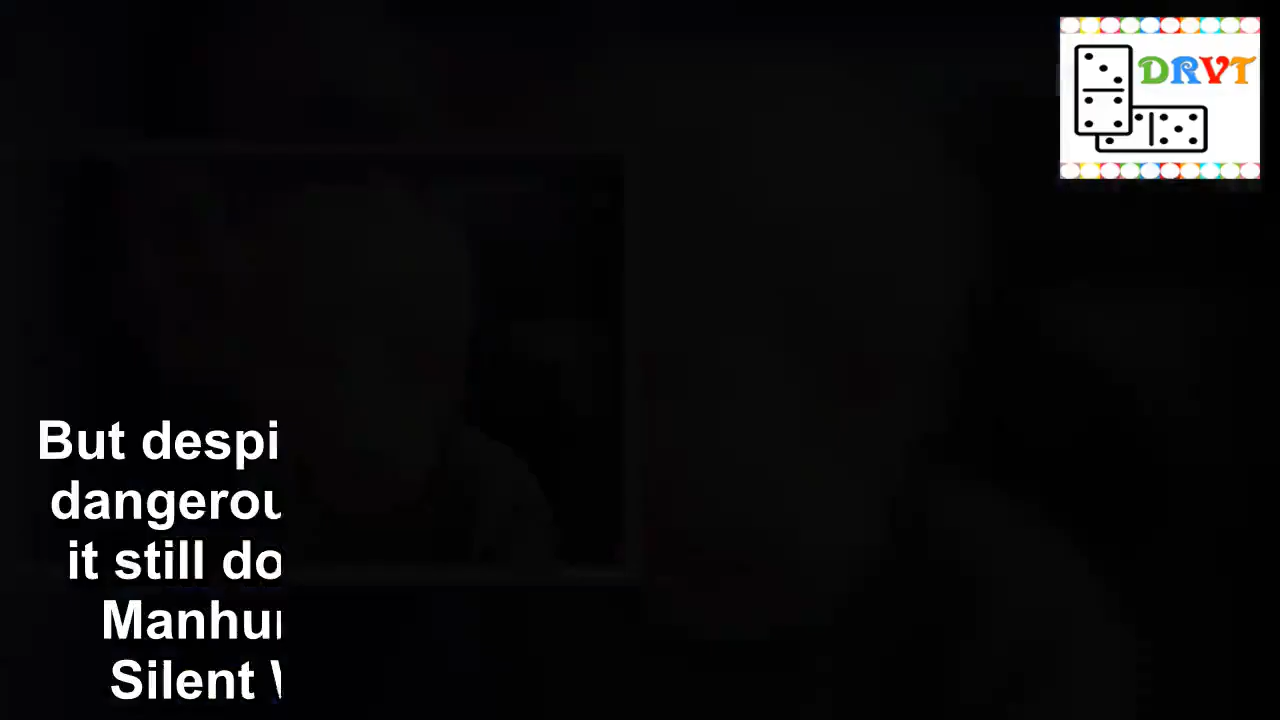 DRVT
But despi
dangerou
it still do
Manhu
Silent